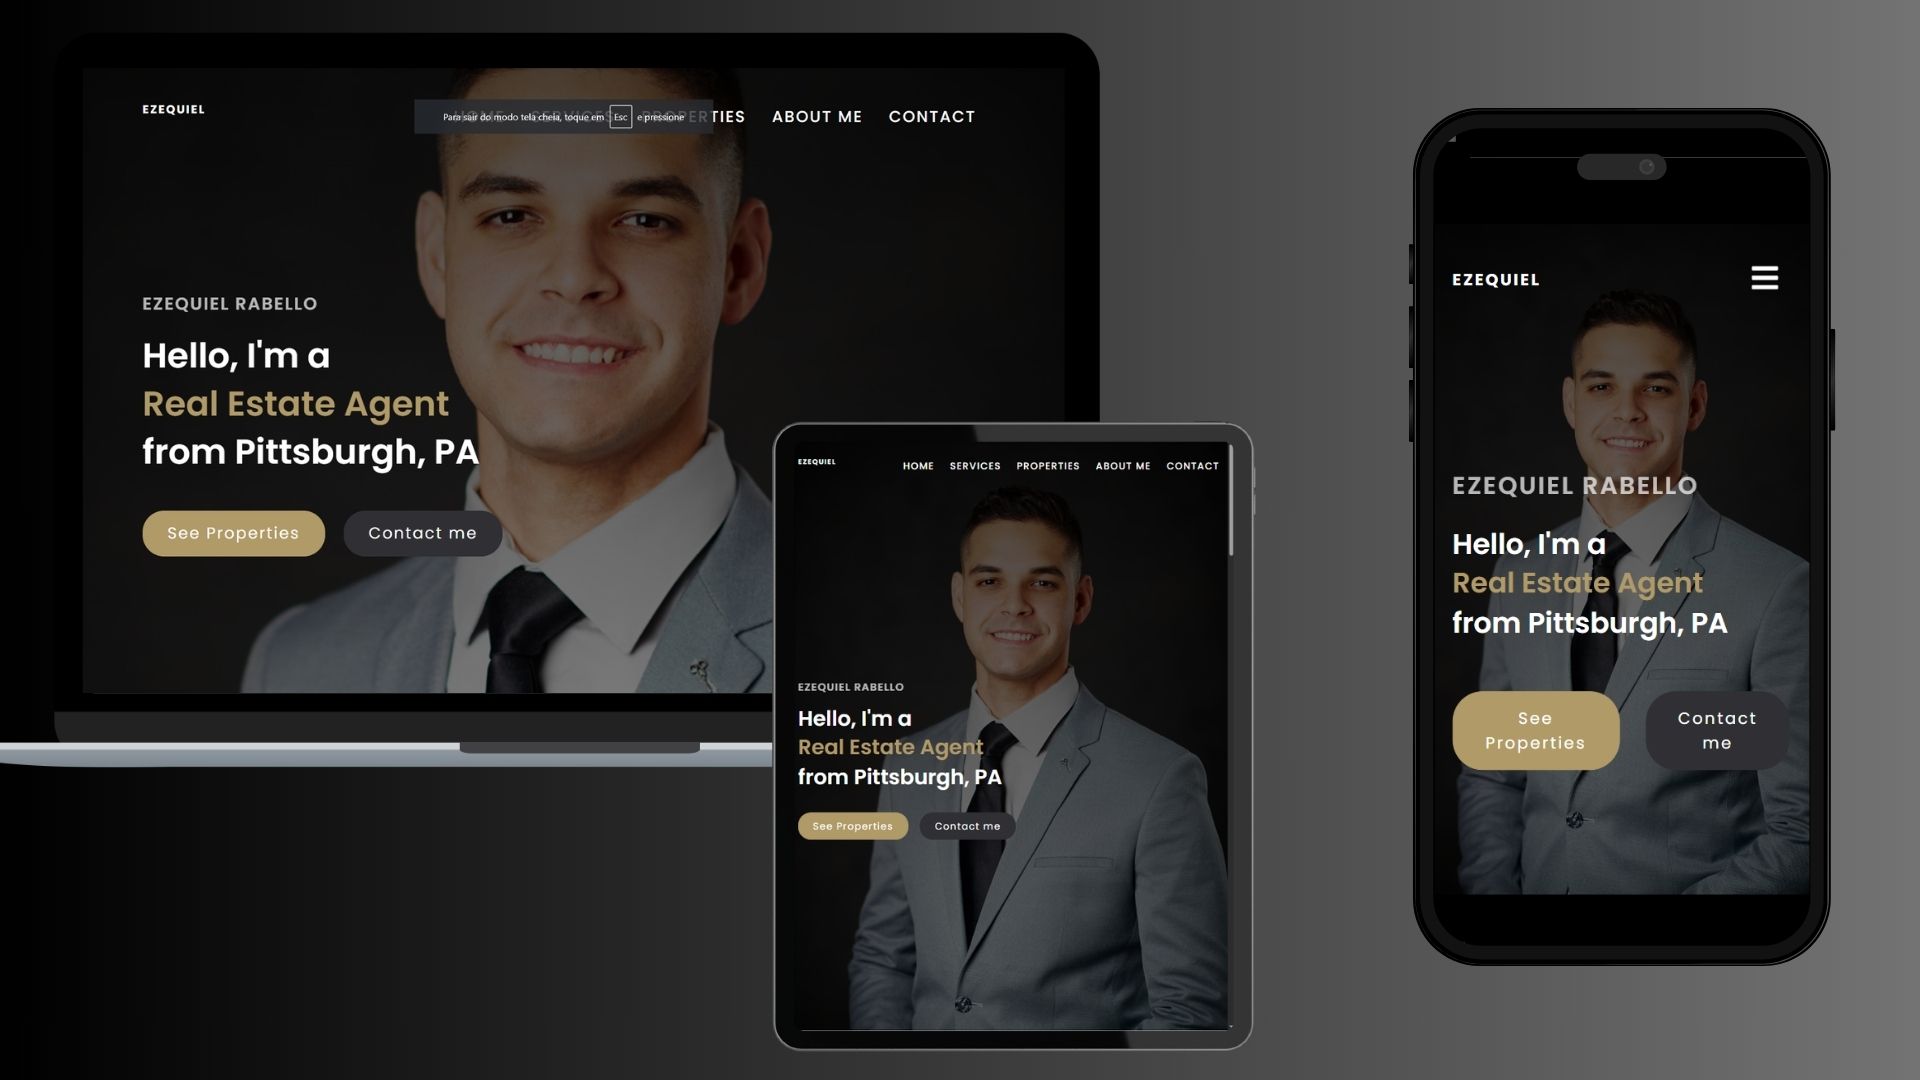 EZEQUIEL
HOME SERVICES PROPERTIES ABOUT ME CONTACT
Para sair do modo tela cheia, toque em Esc e pressione
EZEQUIEL RABELLO
Hello, I'm a
Real Estate Agent
from Pittsburgh, PA
See Properties Contact me
EZEQUIEL
HOME SERVICES PROPERTIES ABOUT ME CONTACT
EZEQUIEL RABELLO
Hello, I'm a
Real Estate Agent
from Pittsburgh, PA
See Properties Contact me
EZEQUIEL
EZEQUIEL RABELLO
Hello, I'm a
Real Estate Agent
from Pittsburgh, PA
See
Properties
Contact
me